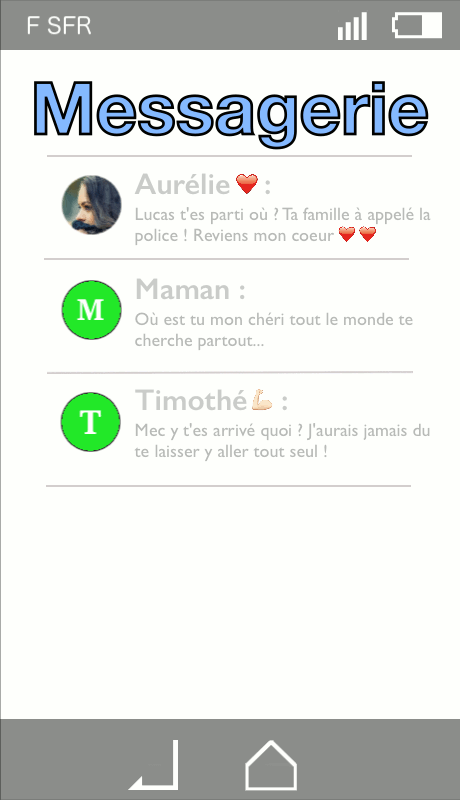 F SFR
Messagerie
Aurélie ❤️ :
Lucas t'es parti où ? Ta famille à appelé la
police ! Reviens mon coeur ❤️❤️
M
Maman :
Où est tu mon chéri tout le monde te
cherche partout...
T
Timothé💪🏻 :
Mec y t'es arrivé quoi ? J'aurais jamais du
te laisser y aller tout seul !